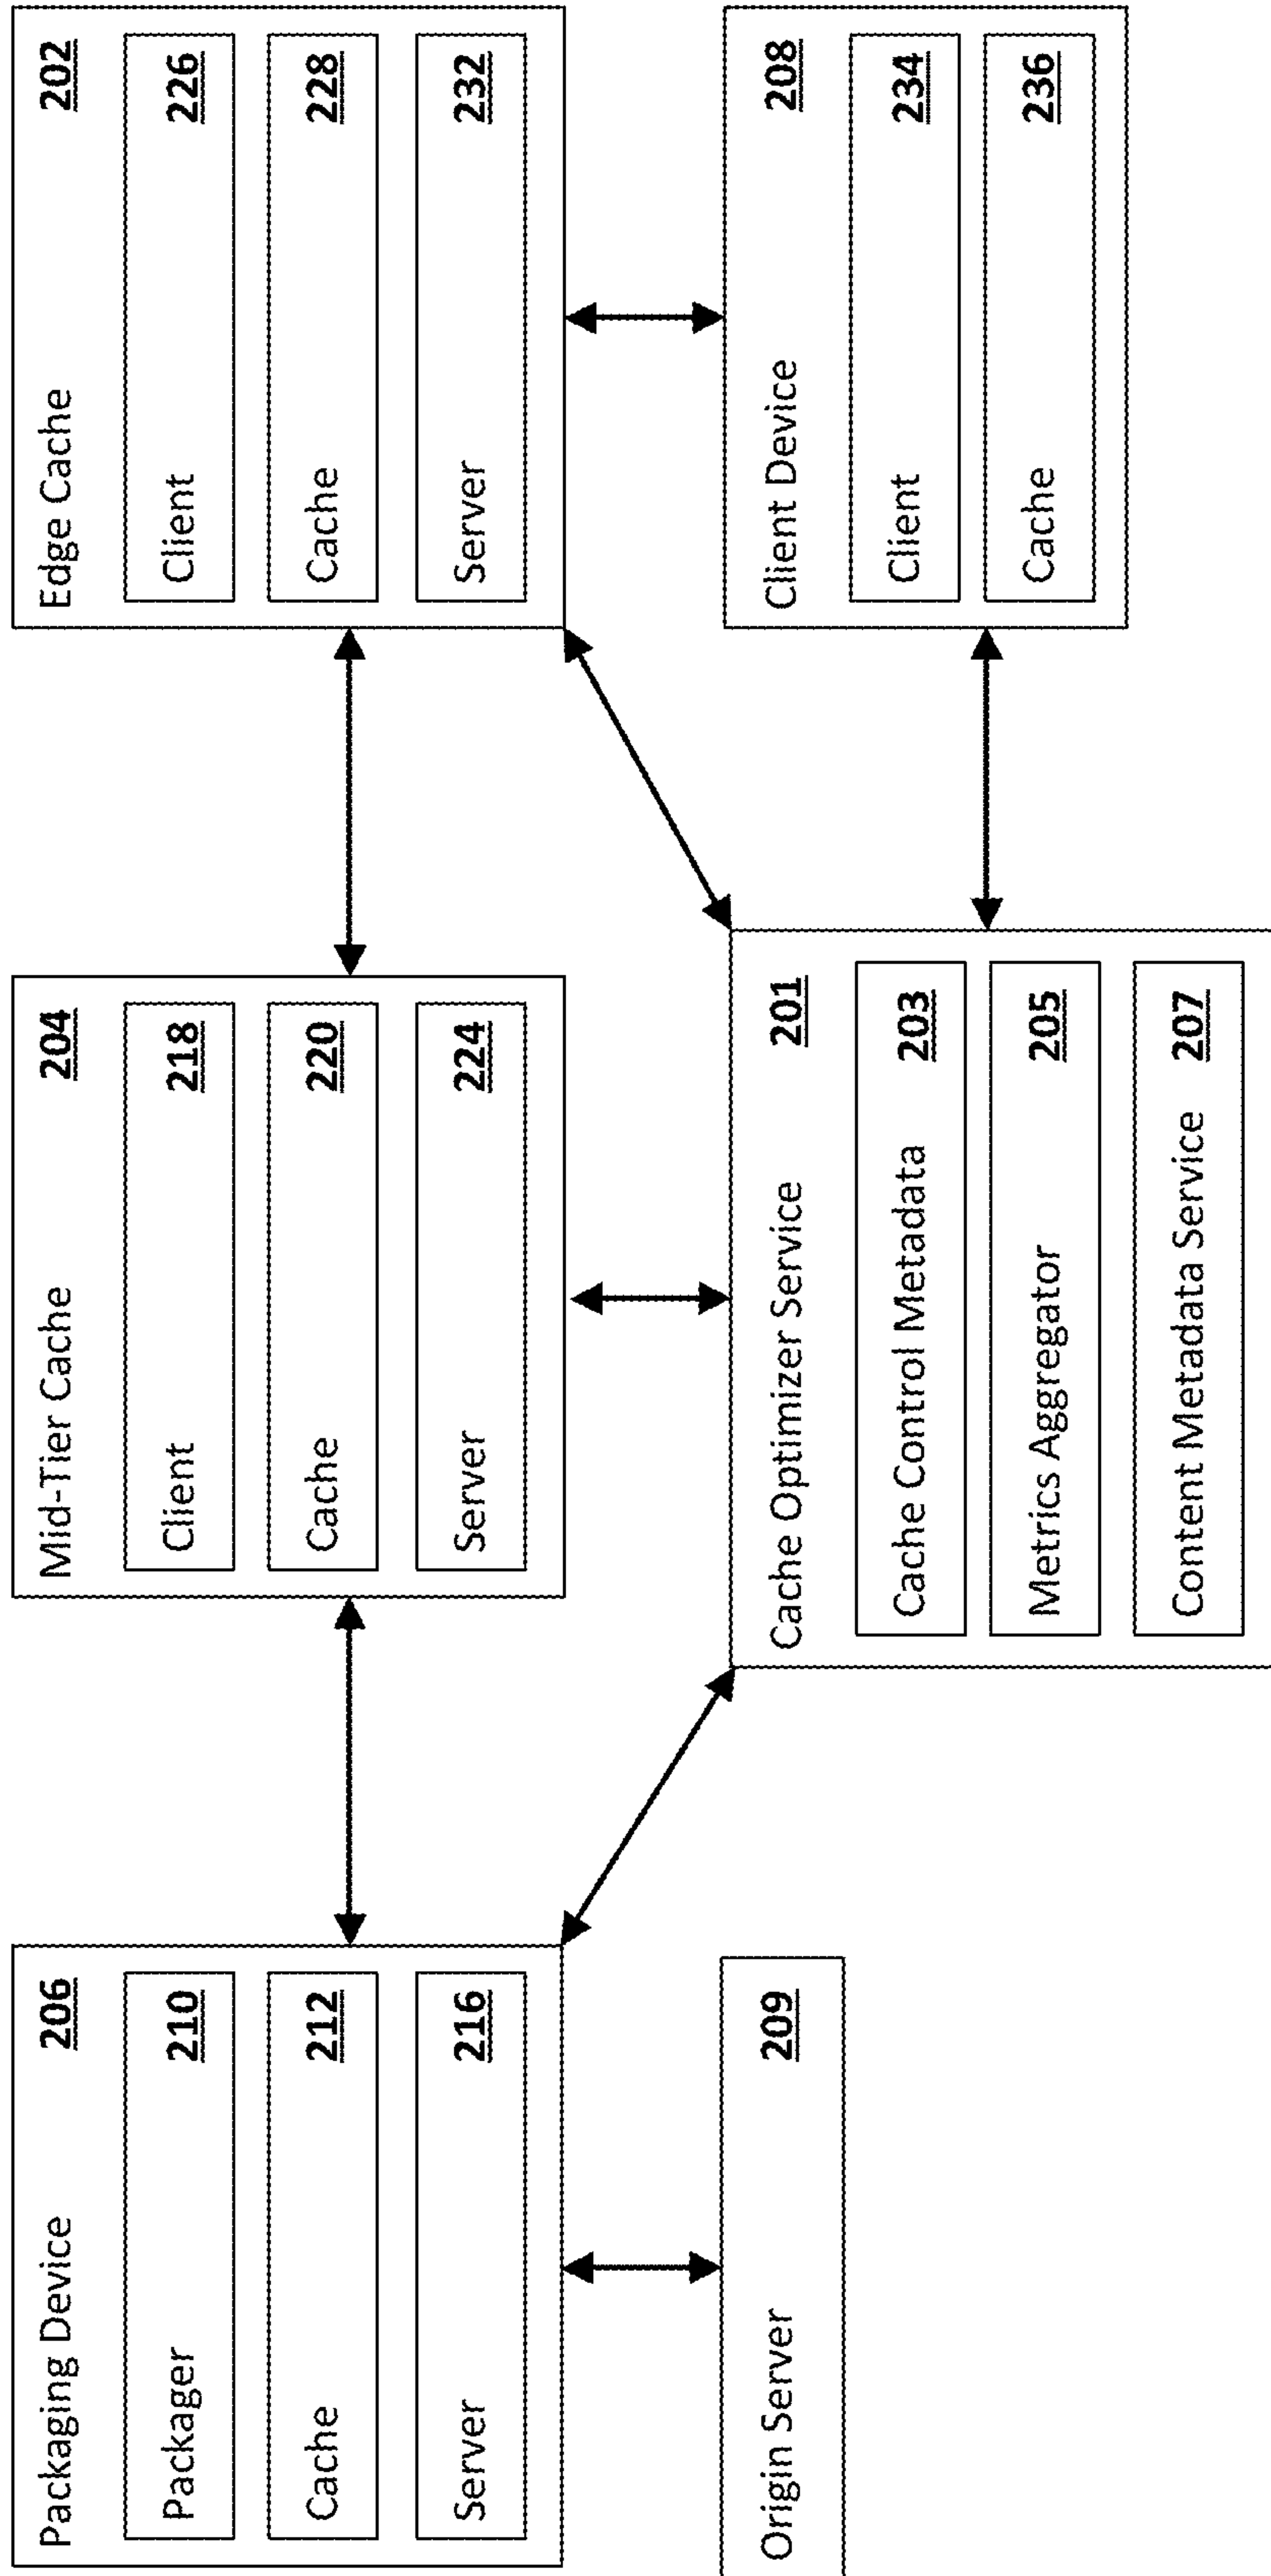 Packaging Device 206
Packager 210
Cache 212
Server 216
Origin Server 209
Mid-Tier Cache 204
Client 218
Cache 220
Server 224
Cache Optimizer Service 201
Cache Control Metadata 203
Metrics Aggregator 205
Content Metadata Service 207
Edge Cache 202
Client 226
Cache 228
Server 232
Client Device 208
Client 234
Cache 236